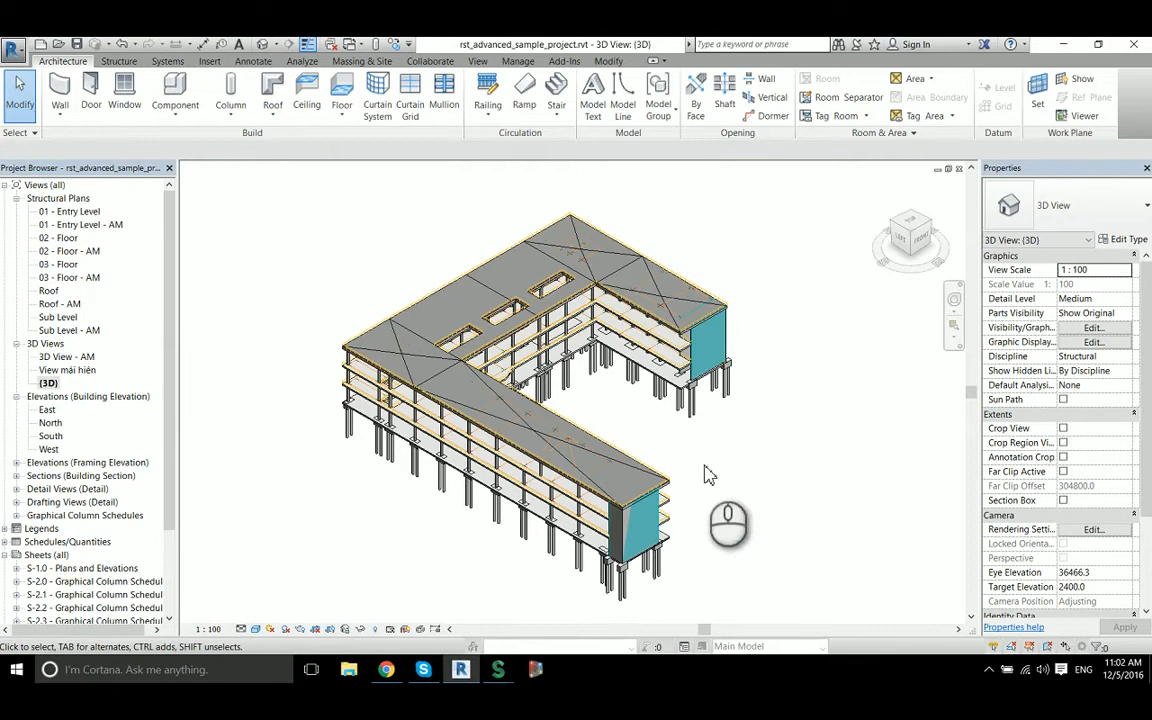 rst_advanced_sample_project.rvt - 3D View: {3D}
Type a keyword or phrase
Sign In
Architecture Structure Systems Insert Annotate Analyze Massing & Site Collaborate View Manage Add-Ins Modify
Modify Wall Door Window Component Column Roof Ceiling Floor Curtain System Curtain Grid Mullion Railing Ramp Stair Model Text Model Line Model Group By Face Shaft Wall Vertical Dormer
Room Room Separator Tag Room Area Area Boundary Tag Area Level Grid Set Show Ref Plane Viewer
Select Build Circulation Model Opening Room & Area Datum Work Plane
Project Browser - rst_advanced_sample_pr...
Views (all)
Structural Plans
01 - Entry Level
01 - Entry Level - AM
02 - Floor
02 - Floor - AM
03 - Floor
03 - Floor - AM
Roof
Roof - AM
Sub Level
Sub Level - AM
3D Views
3D View - AM
View mái hiên
{3D}
Elevations (Building Elevation)
East
North
South
West
Elevations (Framing Elevation)
Sections (Building Section)
Detail Views (Detail)
Drafting Views (Detail)
Graphical Column Schedules
Legends
Schedules/Quantities
Sheets (all)
S-1.0 - Plans and Elevations
S-2.0 - Graphical Column Schedul
S-2.1 - Graphical Column Schedul
S-2.2 - Graphical Column Schedul
S-2.3 - Graphical Column Schedul
TOP
LEFT
FRONT
Properties
3D View
3D View: {3D}
Edit Type
Graphics
View Scale 1 : 100
Scale Value 1: 100
Detail Level Medium
Parts Visibility Show Original
Visibility/Graph... Edit...
Graphic Display... Edit...
Discipline Structural
Show Hidden Li... By Discipline
Default Analysi... None
Sun Path
Extents
Crop View
Crop Region Vi...
Annotation Crop
Far Clip Active
Far Clip Offset 304800.0
Section Box
Camera
Rendering Setti... Edit...
Locked Orienta...
Perspective
Eye Elevation 36466.3
Target Elevation 2400.0
Camera Position Adjusting
Identity Data
Properties help
Apply
1 : 100
Click to select, TAB for alternates, CTRL adds, SHIFT unselects.
:0
Main Model
:0
I'm Cortana. Ask me anything.
ENG
11:02 AM
12/5/2016